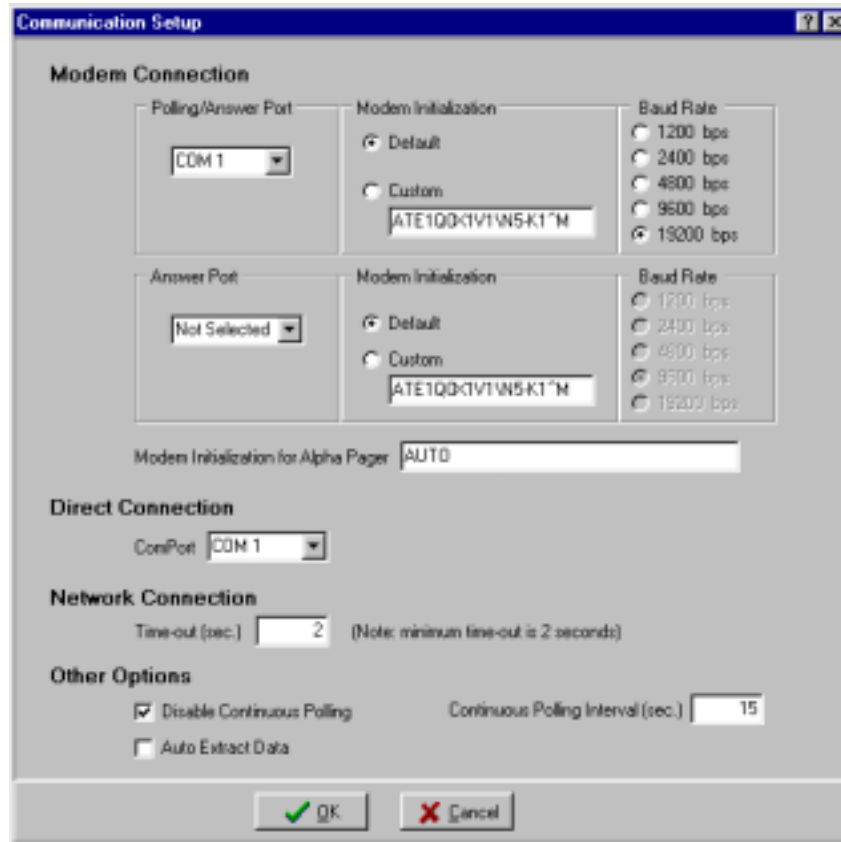 Communication Setup
Modem Connection
Polling/Answer Port
COM 1
Modem Initialization
Default
Custom
ATE1Q0X1V1\N5-K1^M
Baud Rate
1200 bps
2400 bps
4800 bps
9600 bps
19200 bps
Answer Port
Not Selected
Modem Initialization
Default
Custom
ATE1Q0X1V1\N5-K1^M
Baud Rate
1200 bps
2400 bps
4800 bps
9600 bps
19200 bps
Modem Initialization for Alpha Pager AUTO
Direct Connection
ComPort COM 1
Network Connection
Time-out (sec.) 2 (Note: minimum time-out is 2 seconds)
Other Options
Disable Continuous Polling Continuous Polling Interval (sec.) 15
Auto Extract Data
OK Cancel